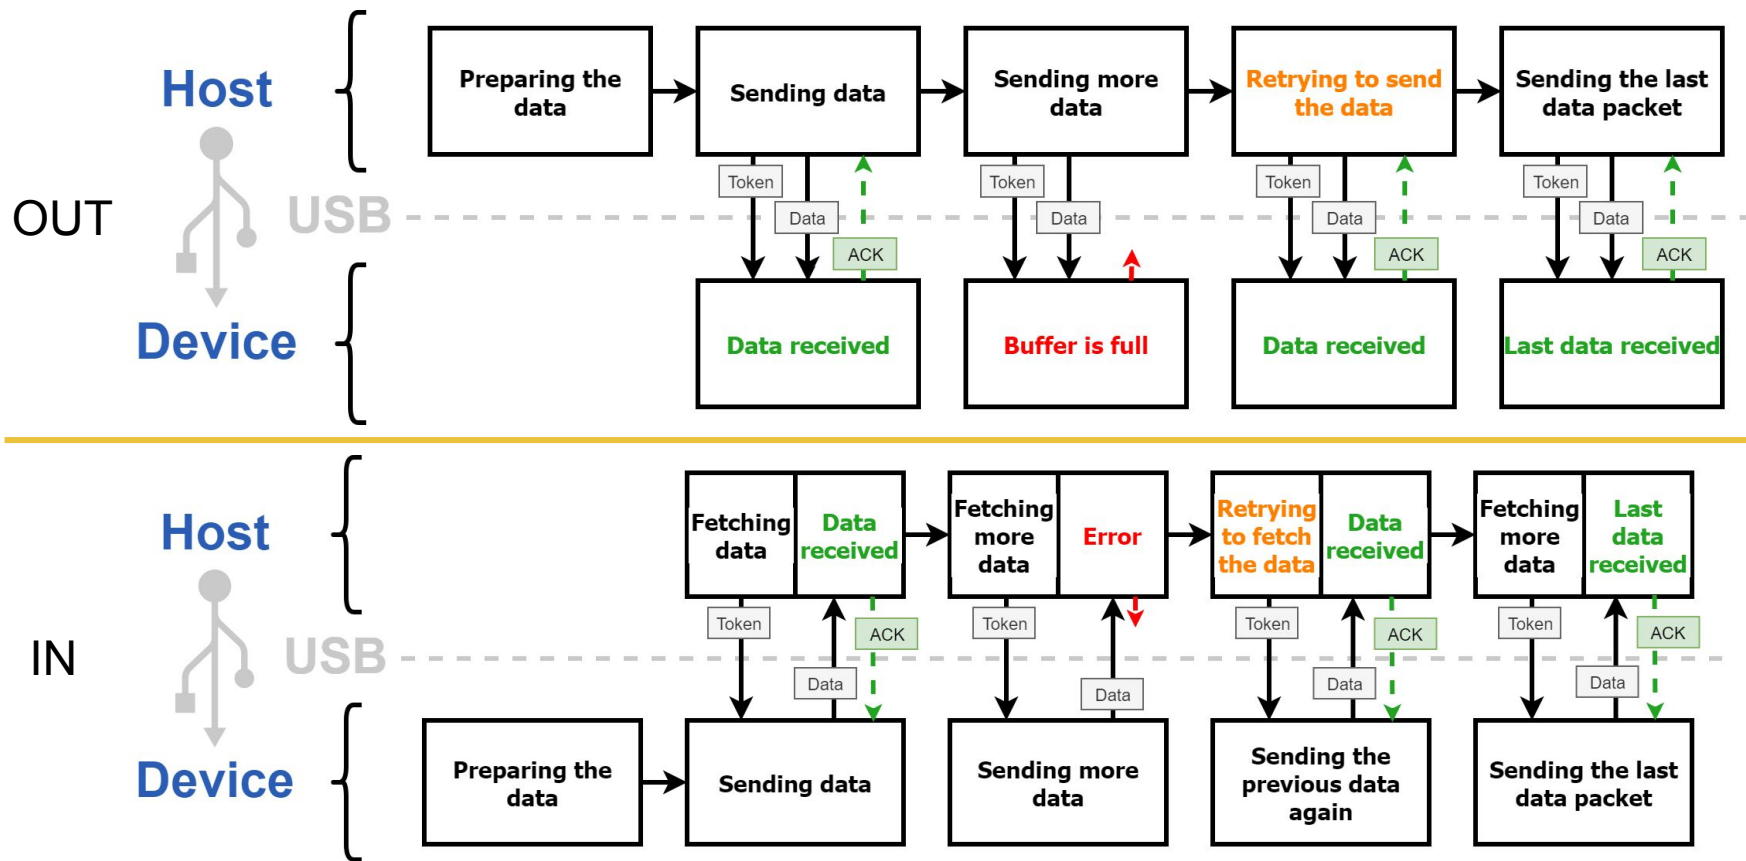 OUT
Host
USB
Device
Preparing the
data
Sending data
Sending more
data
Retrying to send
the data
Sending the last
data packet
Token
Data
ACK
Token
Data
Token
Data
ACK
Token
Data
ACK
Data received
Buffer is full
Data received
Last data received
IN
Host
USB
Device
Fetching
data
Data
received
Fetching
more
data
Error
Retrying
to fetch
the data
Data
received
Fetching
more
data
Last
data
received
Token
Data
ACK
Token
Data
Token
Data
ACK
Token
Data
ACK
Preparing the
data
Sending data
Sending more
data
Sending the
previous data
again
Sending the last
data packet